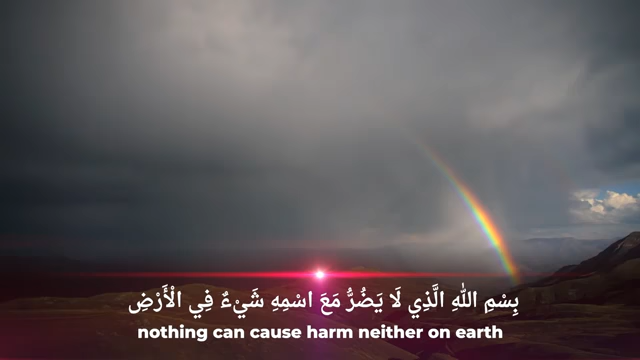 بِسْمِ اللَّهِ الَّذِي لَا يَضُرُّ مَعَ اسْمِهِ شَيْءٌ فِي الْأَرْضِ
nothing can cause harm neither on earth